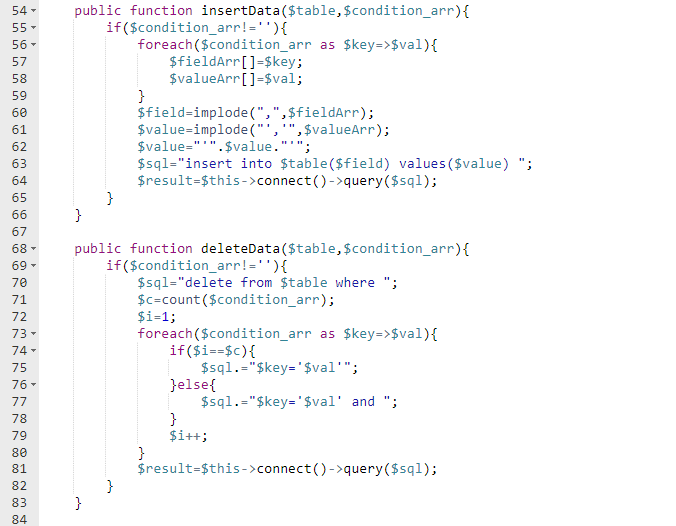 54 public function insertData($table,$condition_arr){
55 if($condition_arr!=''){
56 foreach($condition_arr as $key=>$val){
57 $fieldArr[]=$key;
58 $valueArr[]=$val;
59 }
60 $field=implode(",",$fieldArr);
61 $value=implode("','",$valueArr);
62 $value="'".$value."'";
63 $sql="insert into $table($field) values($value) ";
64 $result=$this->connect()->query($sql);
65 }
66 }
67
68 public function deleteData($table,$condition_arr){
69 if($condition_arr!=''){
70 $sql="delete from $table where ";
71 $c=count($condition_arr);
72 $i=1;
73 foreach($condition_arr as $key=>$val){
74 if($i==$c){
75 $sql.="$key='$val'";
76 }else{
77 $sql.="$key='$val' and ";
78 }
79 $i++;
80 }
81 $result=$this->connect()->query($sql);
82 }
83 }
84